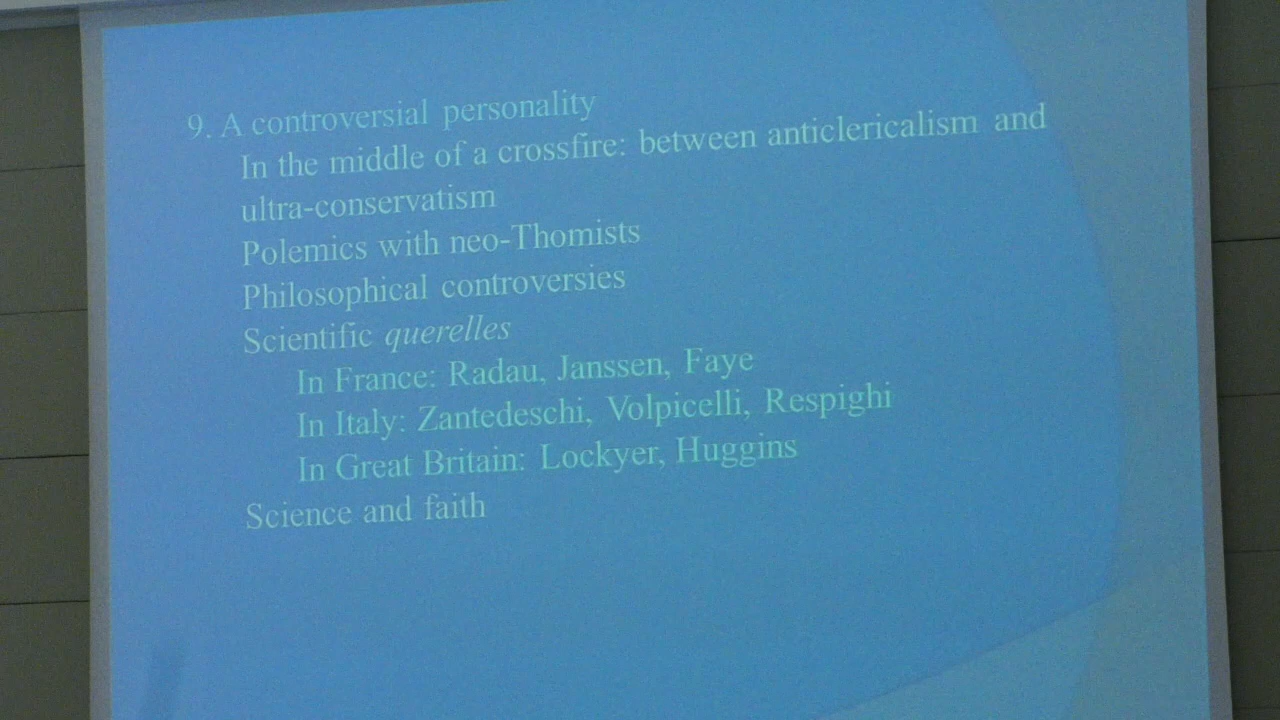 9. A controversial personality
In the middle of a crossfire: between anticlericalism and
ultra-conservatism
Polemics with neo-Thomists
Philosophical controversies
Scientific querelles
In France: Radau, Janssen, Faye
In Italy: Zantedeschi, Volpicelli, Respighi
In Great Britain: Lockyer, Huggins
Science and faith